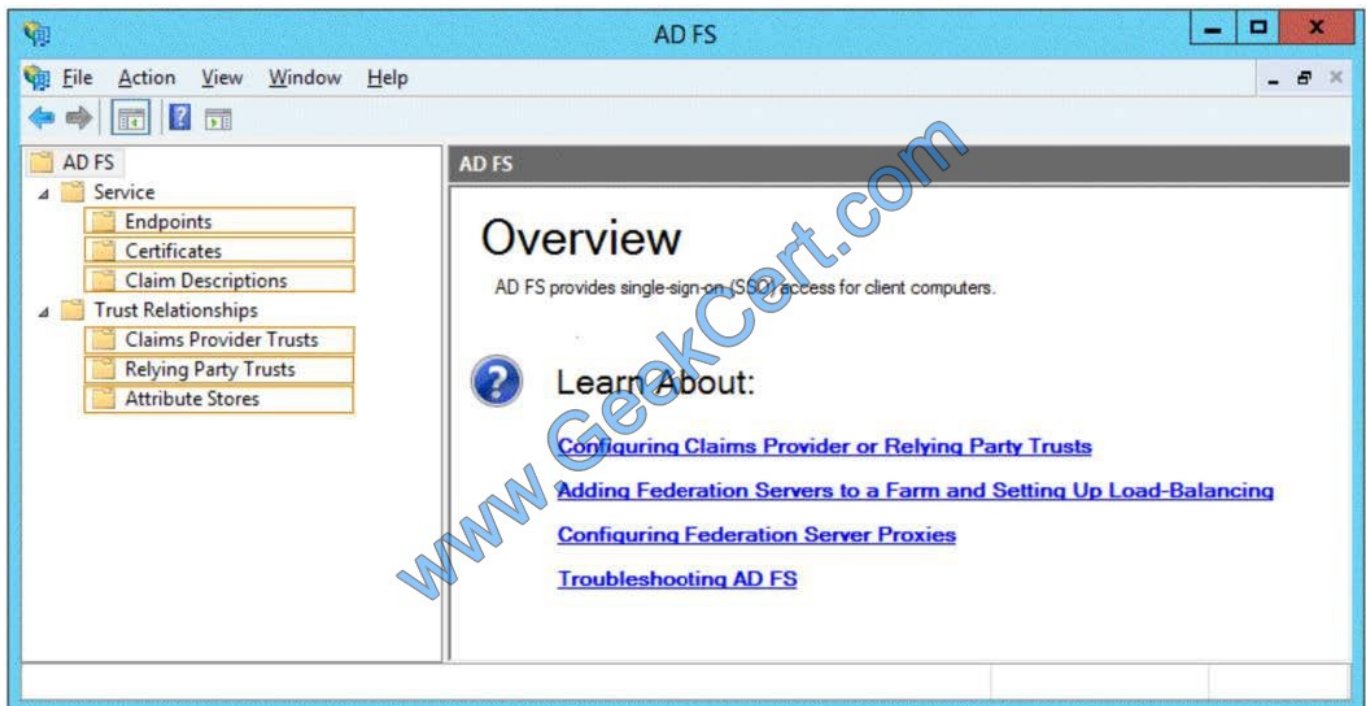 AD FS
File Action View Window Help
AD FS
Service
Endpoints
Certificates
Claim Descriptions
Trust Relationships
Claims Provider Trusts
Relying Party Trusts
Attribute Stores
AD FS
Overview
AD FS provides single-sign-on (SSO) access for client computers.
Learn About:
Configuring Claims Provider or Relying Party Trusts
Adding Federation Servers to a Farm and Setting Up Load-Balancing
Configuring Federation Server Proxies
Troubleshooting AD FS
www.GeekCert.com